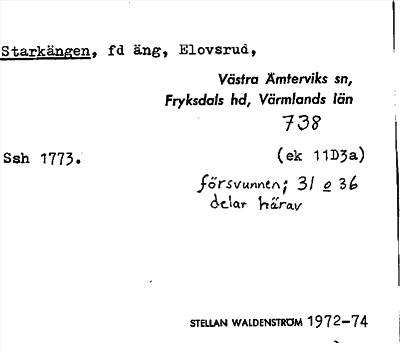 Starkängen, fd äng, Elovsrud,
Västra Ämterviks sn,
Fryksdals hd, Värmlands län
738
Ssh 1773. (ek 11D3a)
försvunnen; 31 o 36
delar härav
STELLAN WALDENSTRÖM 1972-74